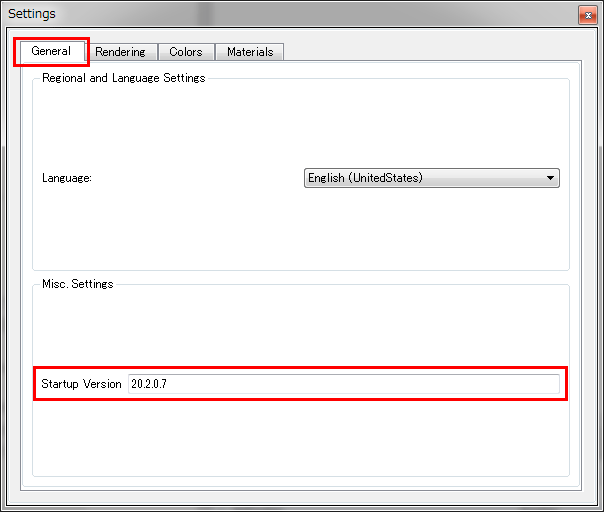 Settings
General
Rendering
Colors
Materials
Regional and Language Settings
Language:
English (UnitedStates)
Misc. Settings
Startup Version
20.2.0.7